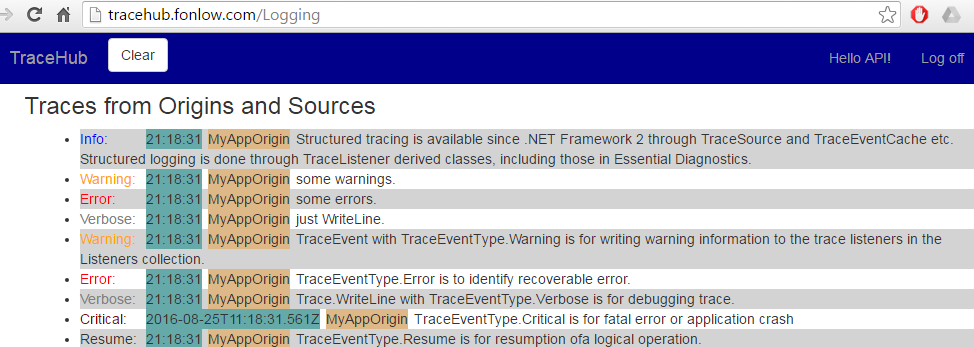 tracehub.fonlow.com/Logging
TraceHub Clear Hello API! Log off
Traces from Origins and Sources
Info: 21:18:31 MyAppOrigin Structured tracing is available since .NET Framework 2 through TraceSource and TraceEventCache etc.
Structured logging is done through TraceListener derived classes, including those in Essential Diagnostics.
Warning: 21:18:31 MyAppOrigin some warnings.
Error: 21:18:31 MyAppOrigin some errors.
Verbose: 21:18:31 MyAppOrigin just WriteLine.
Warning: 21:18:31 MyAppOrigin TraceEvent with TraceEventType.Warning is for writing warning information to the trace listeners in the
Listeners collection.
Error: 21:18:31 MyAppOrigin TraceEventType.Error is to identify recoverable error.
Verbose: 21:18:31 MyAppOrigin Trace.WriteLine with TraceEventType.Verbose is for debugging trace.
Critical: 2016-08-25T11:18:31.561Z MyAppOrigin TraceEventType.Critical is for fatal error or application crash
Resume: 21:18:31 MyAppOrigin TraceEventType.Resume is for resumption ofa logical operation.